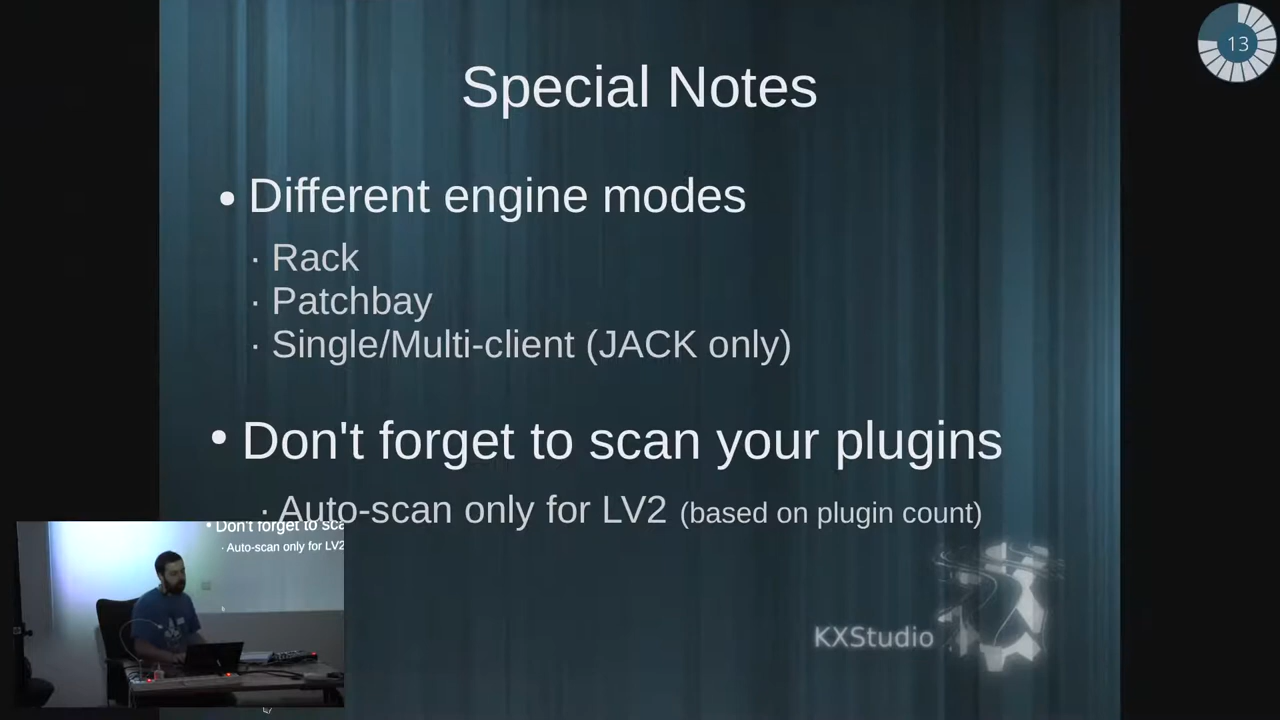 13
Special Notes
• Different engine modes
· Rack
· Patchbay
· Single/Multi-client (JACK only)
• Don't forget to scan your plugins
· Auto-scan only for LV2 (based on plugin count)
• Don't forget to sca
· Auto-scan only for LV2
KXStudio